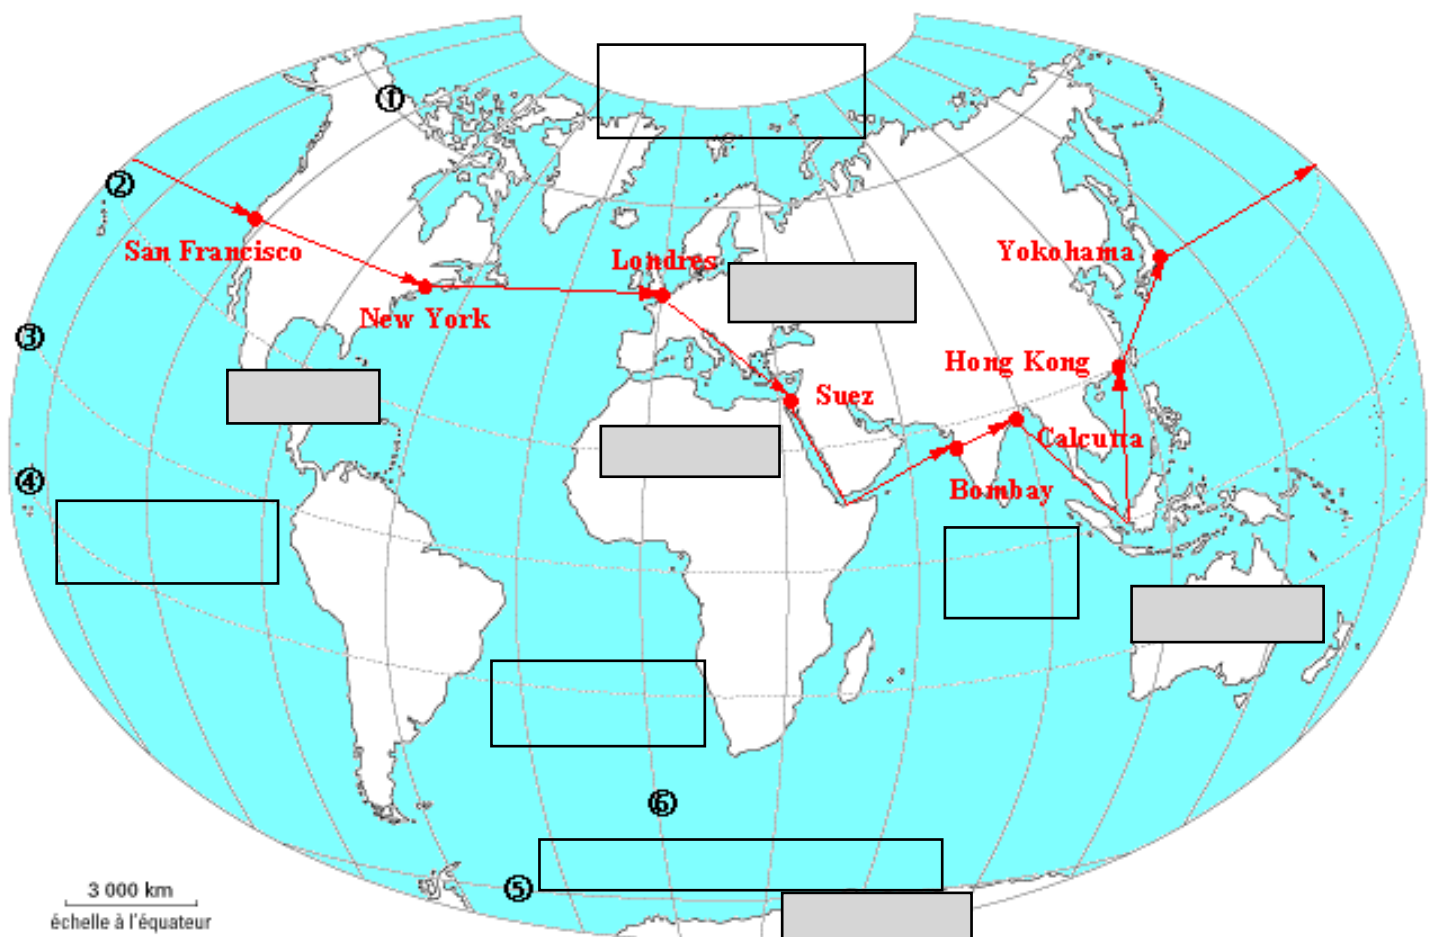 ①
②
San Francisco
Londres
Yokohama
New York
③
Hong Kong
Suez
Calcutta
④
Bombay
⑥
⑤
3 000 km
échelle à l'équateur